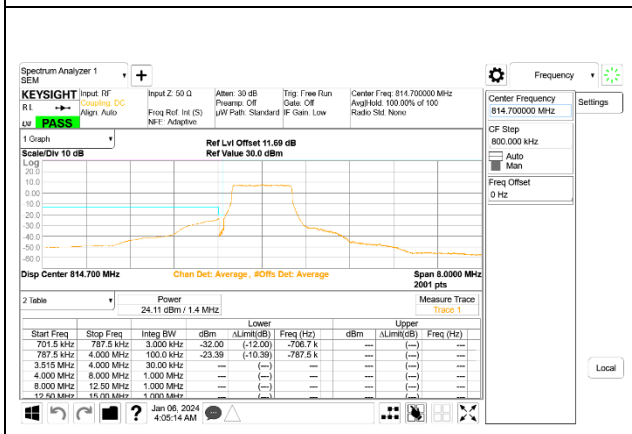 Spectrum Analyzer 1
SEM
+
Frequency
KEYSIGHT
Input: RF
Coupling: DC
Align: Auto
Input Z: 50 Ω
Freq Ref: Int (S)
NFE: Adaptive
Atten: 30 dB
Preamp: Off
µW Path: Standard
Trig: Free Run
Gate: Off
IF Gain: Low
Center Freq: 814.700000 MHz
Avg|Hold: 100.00% of 100
Radio Std: None
RL
PASS
Center Frequency
814.700000 MHz
Settings
CF Step
800.000 kHz
Auto
Man
Freq Offset
0 Hz
Local
1 Graph
Scale/Div 10 dB
Ref Lvl Offset 11.69 dB
Ref Value 30.0 dBm
Log
20.0
10.0
0.00
-10.0
-20.0
-30.0
-40.0
-50.0
-60.0
Disp Center 814.700 MHz
Chan Det: Average, #Offs Det: Average
Span 8.0000 MHz
2001 pts
2 Table
Power
24.11 dBm / 1.4 MHz
Measure Trace
Trace 1
Lower Upper
Start Freq Stop Freq Integ BW dBm ΔLimit(dB) Freq (Hz) dBm ΔLimit(dB) Freq (Hz)
701.5 kHz 787.5 kHz 3.000 kHz -32.00 (-12.00) -706.7 k --- (---) ---
787.5 kHz 4.000 MHz 100.0 kHz -23.39 (-10.39) -787.5 k --- (---) ---
3.515 MHz 4.000 MHz 30.00 kHz --- (---) --- --- (---) ---
4.000 MHz 8.000 MHz 1.000 MHz --- (---) --- --- (---) ---
8.000 MHz 12.50 MHz 1.000 MHz --- (---) --- --- (---) ---
12.50 MHz 15.00 MHz 1.000 MHz --- (---) --- --- (---) ---
?
Jan 06, 2024
4:05:14 AM